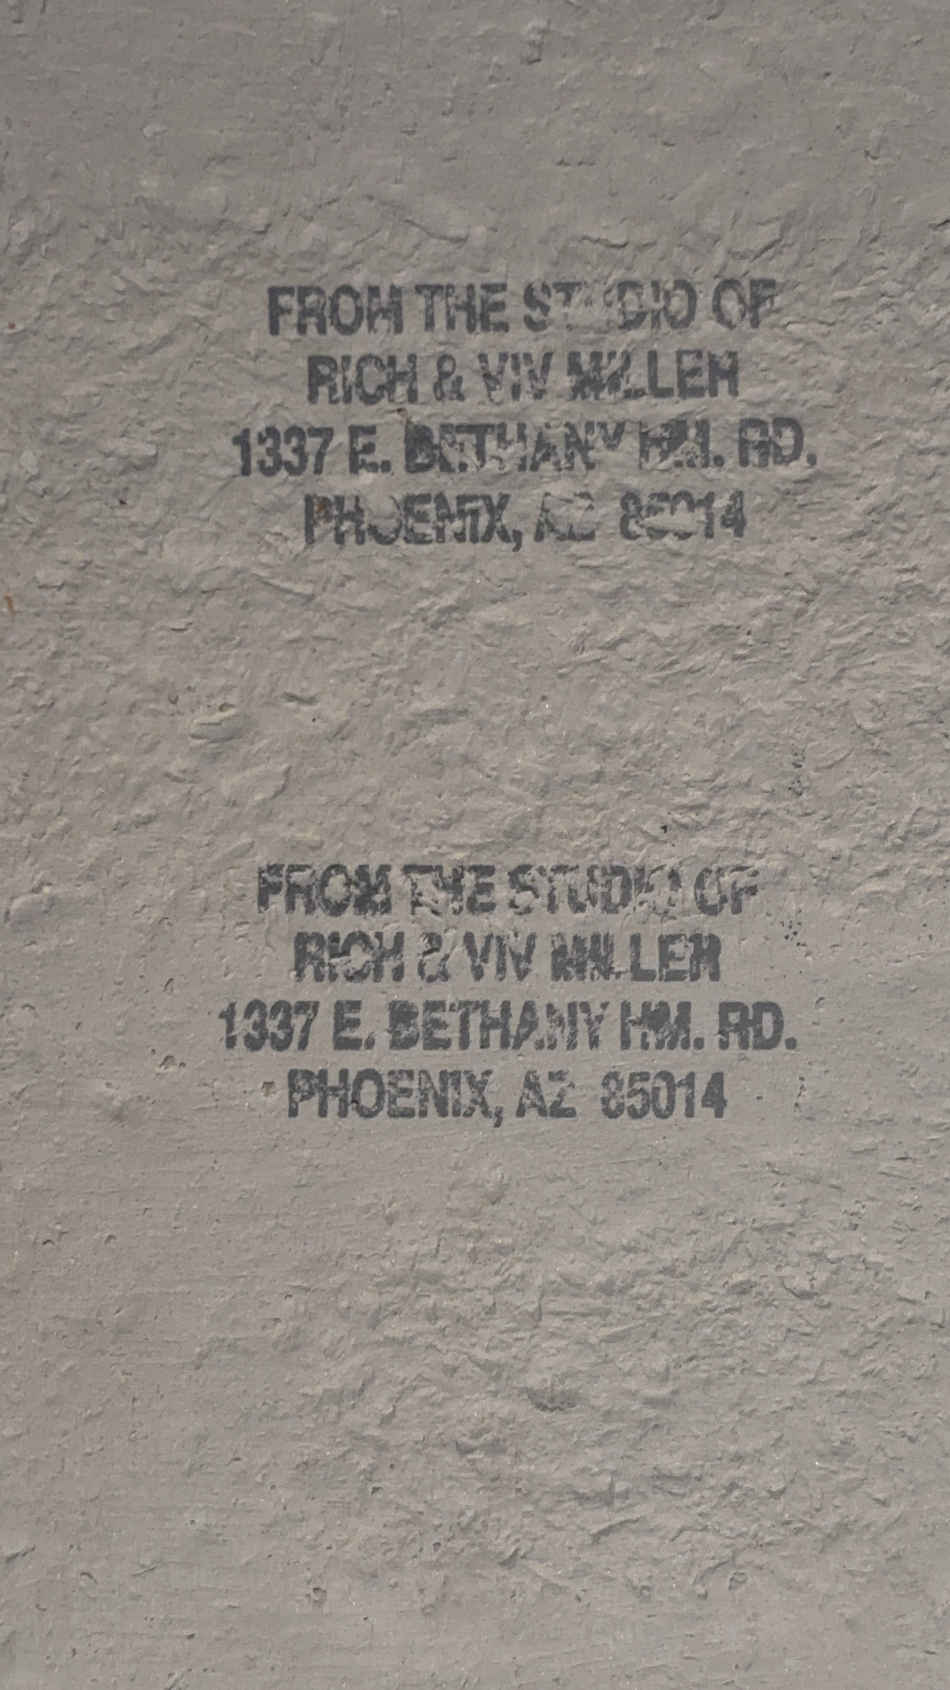 FROM THE STUDIO OF
RICH & VIV MILLER
1337 E. BETHANY HM. RD.
PHOENIX, AZ 85014
FROM THE STUDIO OF
RICH & VIV MILLER
1337 E. BETHANY HM. RD.
PHOENIX, AZ 85014